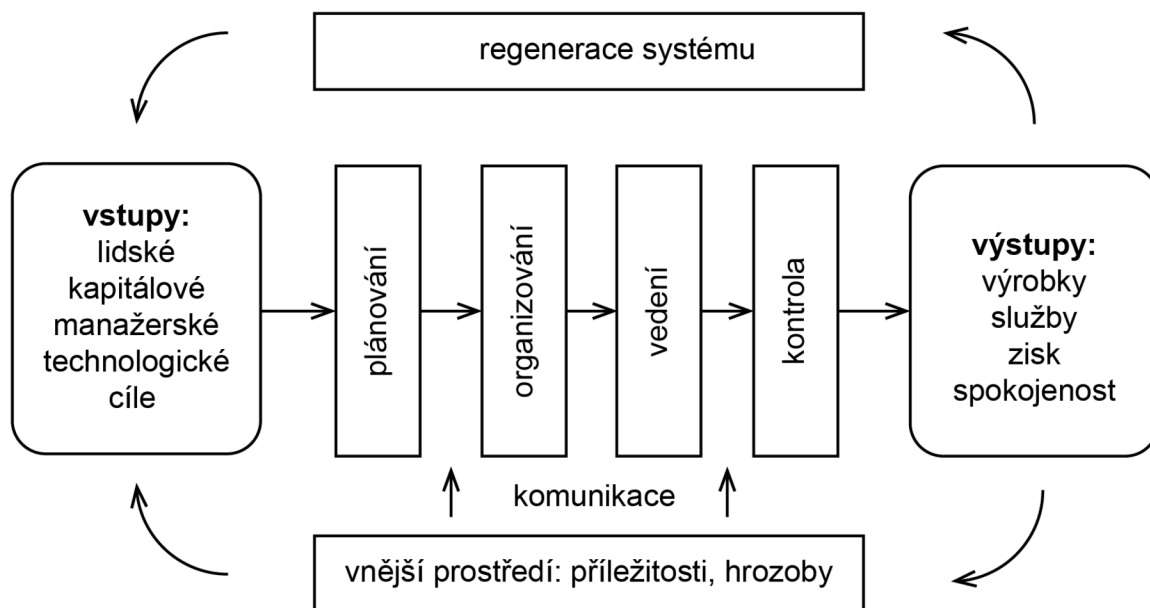 regenerace systému
vstupy:
lidské
kapitálové
manažerské
technologické
cíle
plánování
organizování
vedení
kontrola
výstupy:
výrobky
služby
zisk
spokojenost
komunikace
vnější prostředí: příležitosti, hrozoby